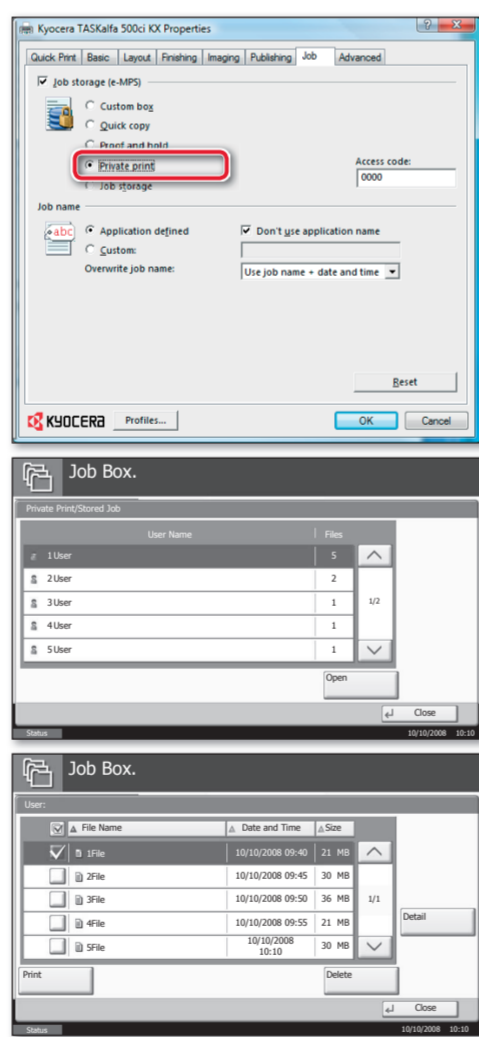 Kyocera TASKalfa 500ci KX Properties
Quick Print Basic Layout Finishing Imaging Publishing Job Advanced
Job storage (e-MPS)
Custom box
Quick copy
Proof and hold
Private print
Access code:
0000
Job storage
Job name
abc
Application defined
Don't use application name
Custom:
Overwrite job name:
Use job name + date and time
Reset
KYOCERA Profiles... OK Cancel
Job Box.
Private Print/Stored Job
User Name Files
1User 5
2User 2
3User 1
4User 1
5User 1
1/2
Open
Close
Status 10/10/2008 10:10
Job Box.
User:
File Name Date and Time Size
1File 10/10/2008 09:40 21 MB
2File 10/10/2008 09:45 30 MB
3File 10/10/2008 09:50 36 MB
4File 10/10/2008 09:55 21 MB
5File 10/10/2008 10:10 30 MB
1/1
Detail
Print Delete
Close
Status 10/10/2008 10:10